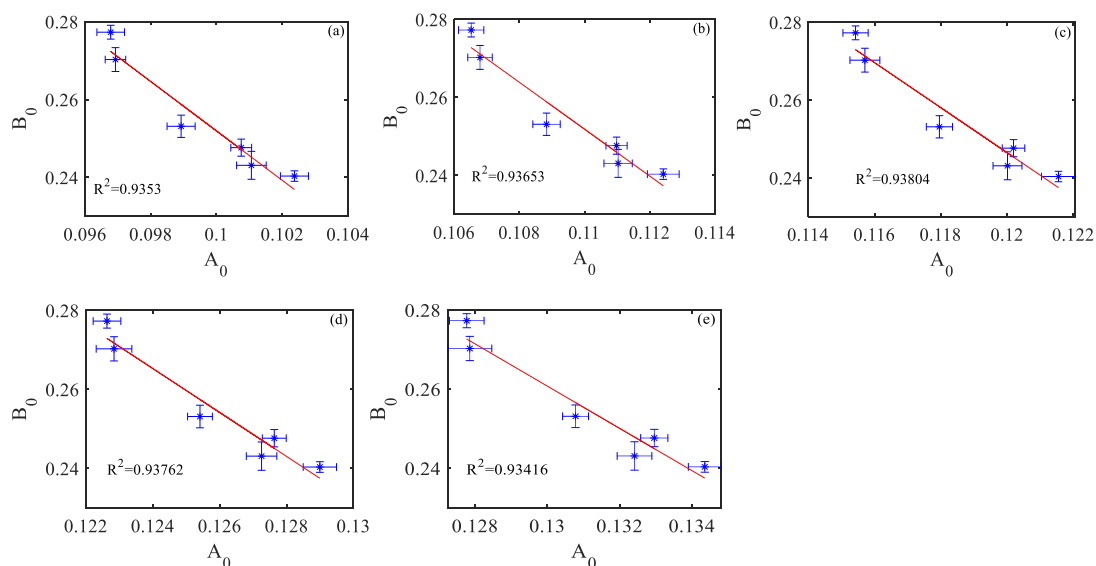 (a)
0.28
0.26
0.24
B0
R2=0.9353
0.096 0.098 0.1 0.102 0.104
A0
(b)
0.28
0.26
0.24
B0
R2=0.93653
0.106 0.108 0.11 0.112 0.114
A0
(c)
0.28
0.26
0.24
B0
R2=0.93804
0.114 0.116 0.118 0.12 0.122
A0
(d)
0.28
0.26
0.24
B0
R2=0.93762
0.122 0.124 0.126 0.128 0.13
A0
(e)
0.28
0.26
0.24
B0
R2=0.93416
0.128 0.13 0.132 0.134
A0